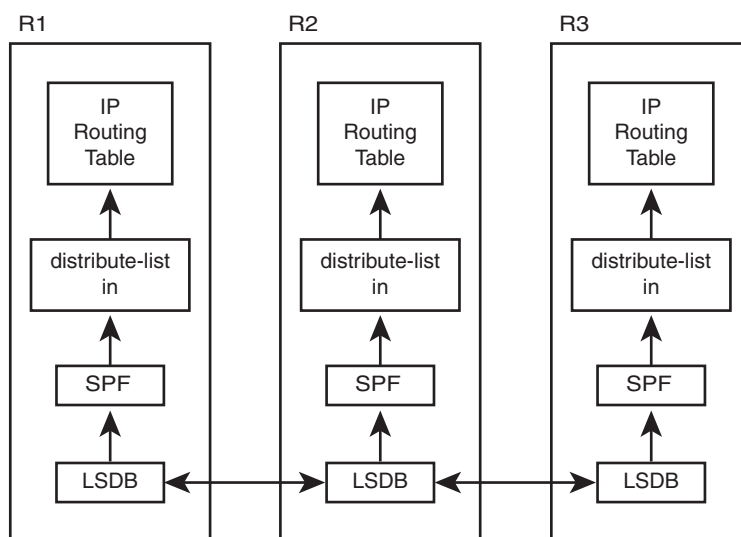 R1
R2
R3
IP
Routing
Table
IP
Routing
Table
IP
Routing
Table
distribute-list
in
distribute-list
in
distribute-list
in
SPF
SPF
SPF
LSDB
LSDB
LSDB